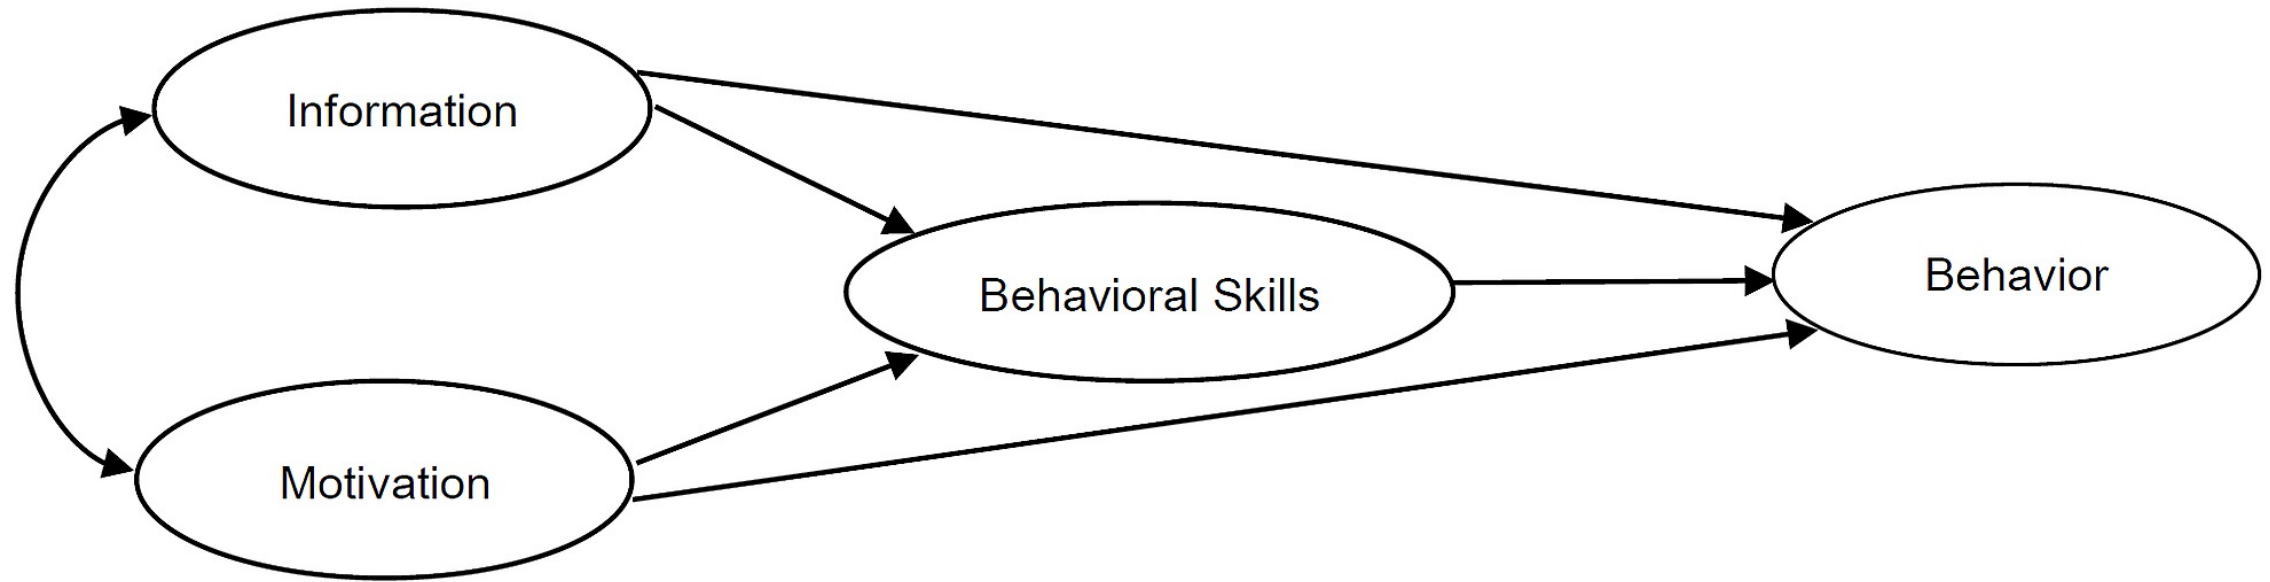 Information
Behavioral Skills
Behavior
Motivation